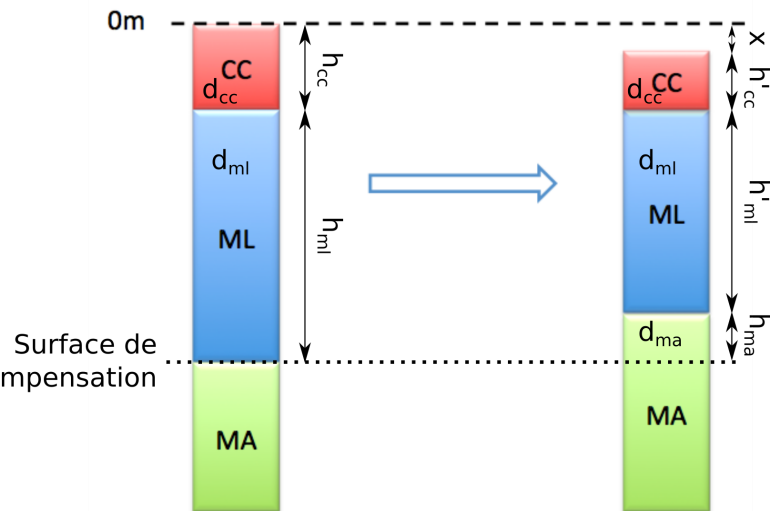 0m
CC
dcc
hcc
dml
ML
hml
Surface de
mpensation
MA
x
CC
dcc
h'cc
dml
ML
h'ml
dma
hma
MA